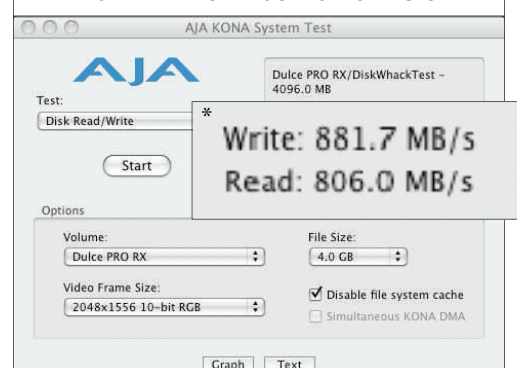 AJA KONA System Test
AJA
Dulce PRO RX/DiskWhackTest -
4096.0 MB
Test:
Disk Read/Write
*
Write: 881.7 MB/s
Read: 806.0 MB/s
Start
Options
Volume:
File Size:
Dulce PRO RX
4.0 GB
Video Frame Size:
Disable file system cache
2048x1556 10-bit RGB
Simultaneous KONA DMA
Graph
Text